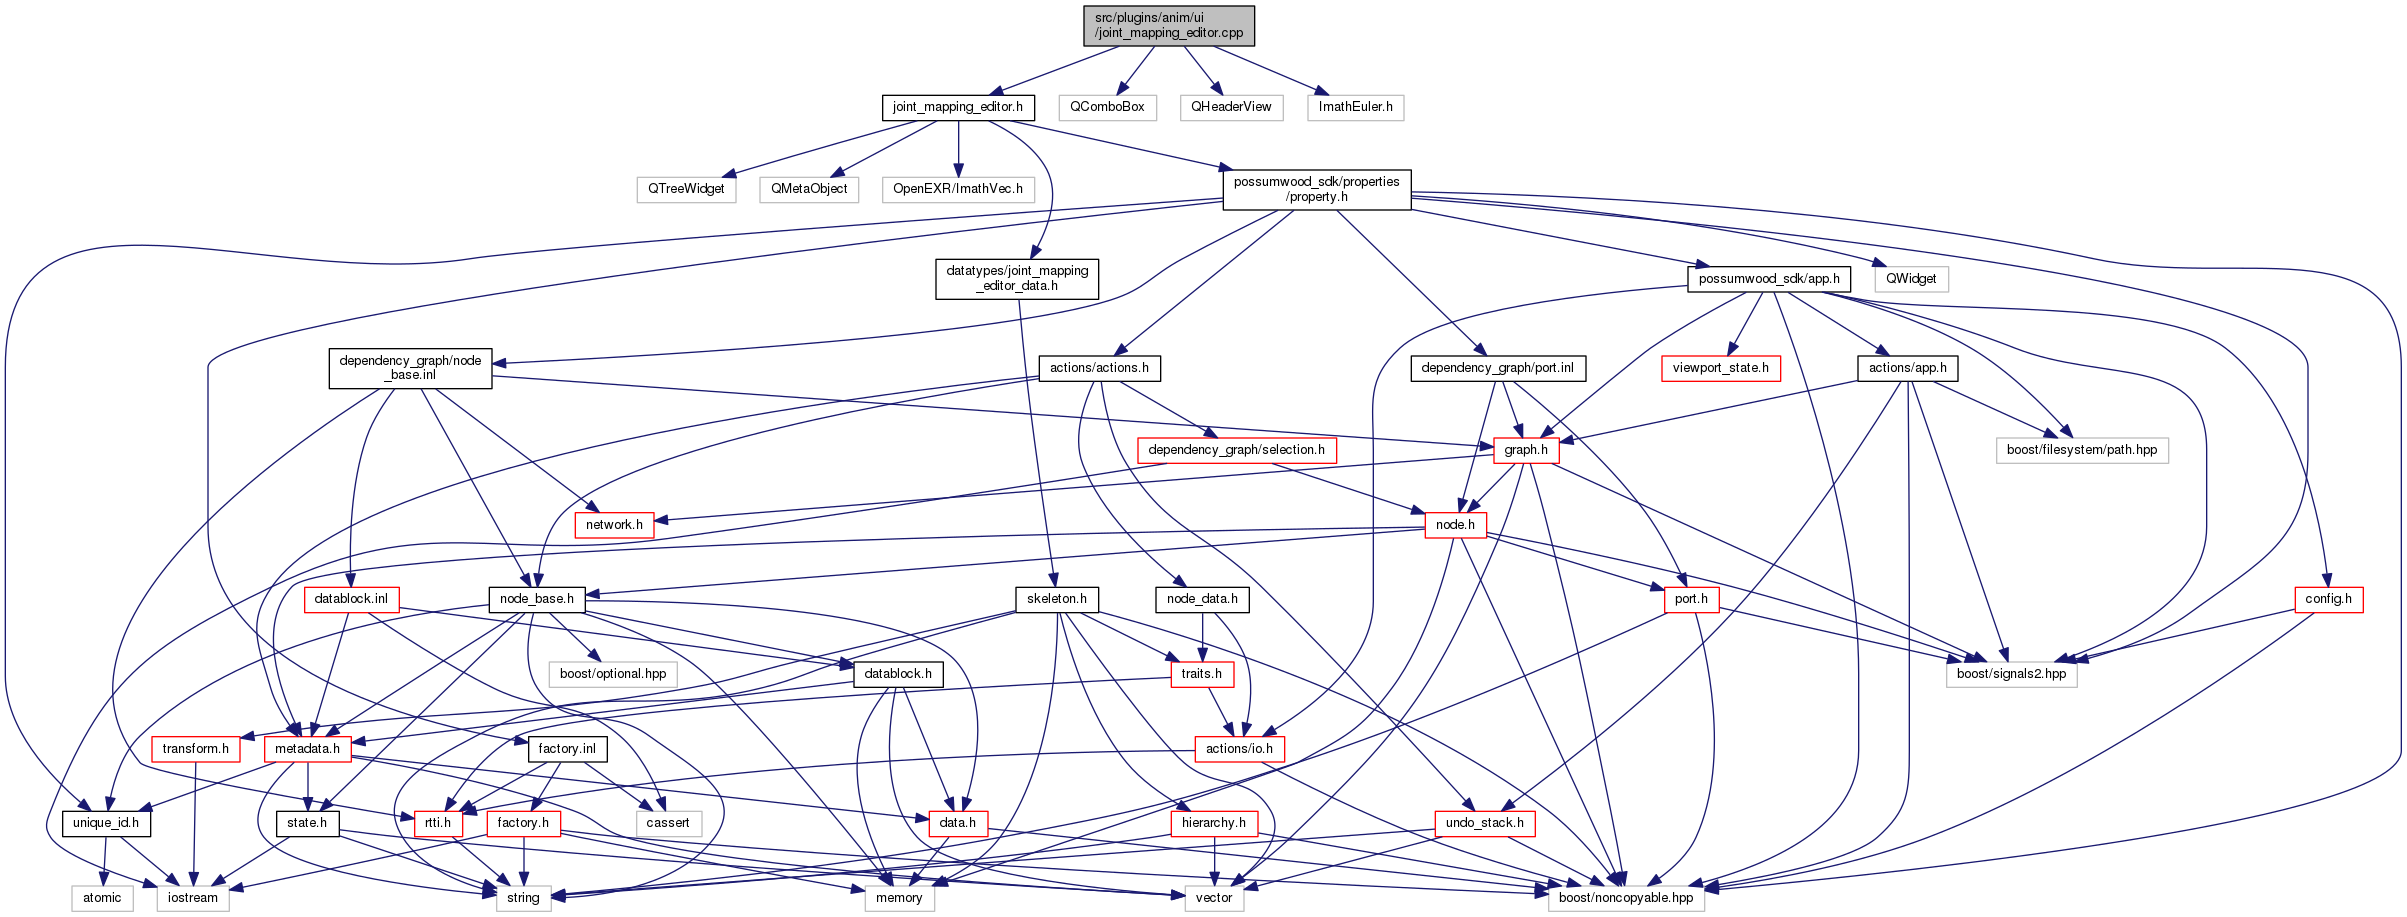 src/plugins/anim/ui
/joint_mapping_editor.cpp
joint_mapping_editor.h
QComboBox
QHeaderView
ImathEuler.h
QTreeWidget
QMetaObject
OpenEXR/ImathVec.h
possumwood_sdk/properties
/property.h
datatypes/joint_mapping
_editor_data.h
possumwood_sdk/app.h
QWidget
dependency_graph/node
_base.inl
actions/actions.h
dependency_graph/port.inl
viewport_state.h
actions/app.h
dependency_graph/selection.h
graph.h
boost/filesystem/path.hpp
network.h
node.h
datablock.inl
node_base.h
skeleton.h
node_data.h
port.h
config.h
boost/optional.hpp
datablock.h
traits.h
boost/signals2.hpp
transform.h
metadata.h
factory.inl
actions/io.h
unique_id.h
state.h
rtti.h
factory.h
cassert
data.h
hierarchy.h
undo_stack.h
atomic
iostream
string
memory
vector
boost/noncopyable.hpp